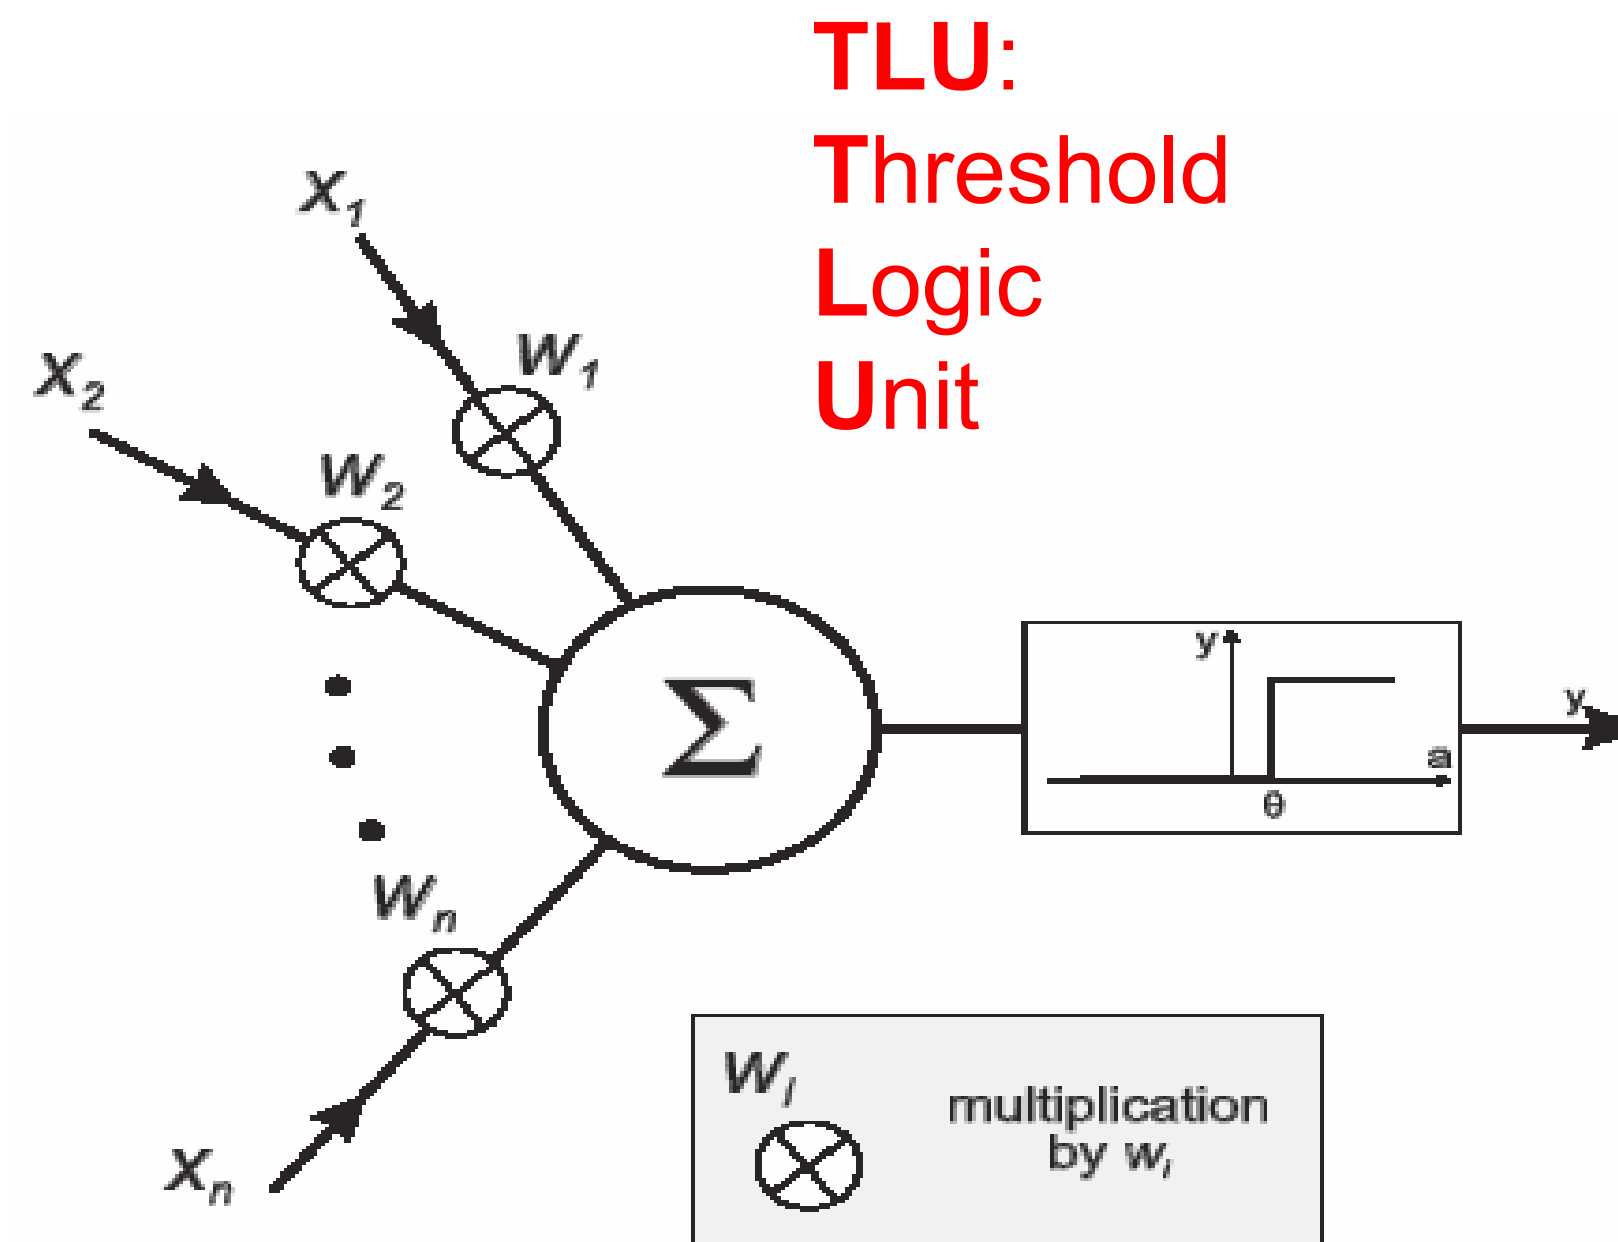 TLU:
Threshold
Logic
Unit
x1
W1
x2
W2
Σ
y
θ
a
y
Wn
xn
Wi
multiplication
by wi